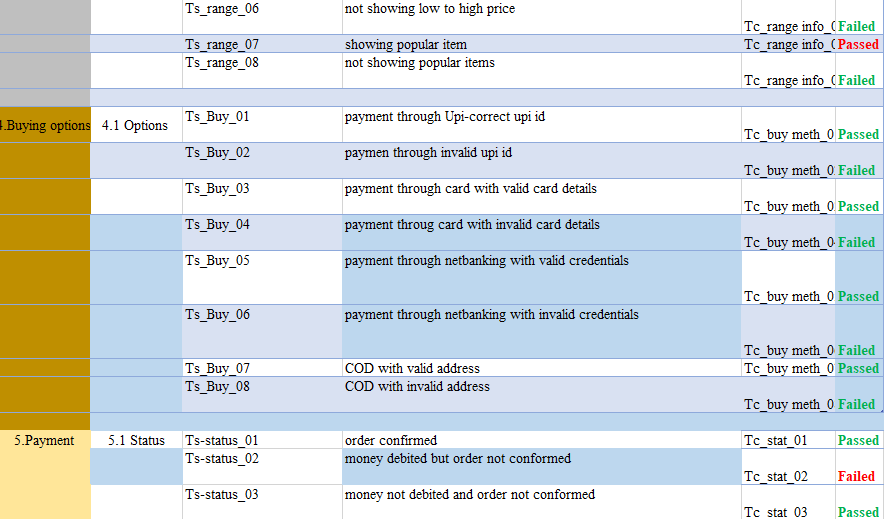 Ts_range_06 not showing low to high price
Tc_range info_0 Failed
Ts_range_07 showing popular item Tc_range info_0 Passed
Ts_range_08 not showing popular items
Tc_range info_0 Failed
4.Buying options 4.1 Options Ts_Buy_01 payment through Upi-correct upi id
Tc_buy meth_0 Passed
Ts_Buy_02 paymen through invalid upi id
Tc_buy meth_0 Failed
Ts_Buy_03 payment through card with valid card details
Tc_buy meth_0 Passed
Ts_Buy_04 payment throug card with invalid card details
Tc_buy meth_0 Failed
Ts_Buy_05 payment through netbanking with valid credentials
Tc_buy meth_0 Passed
Ts_Buy_06 payment through netbanking with invalid credentials
Tc_buy meth_0 Failed
Ts_Buy_07 COD with valid address Tc_buy meth_0 Passed
Ts_Buy_08 COD with invalid address
Tc_buy meth_0 Failed
5.Payment 5.1 Status Ts-status_01 order confirmed Tc_stat_01 Passed
Ts-status_02 money debited but order not conformed
Tc_stat_02 Failed
Ts-status_03 money not debited and order not conformed
Tc_stat_03 Passed